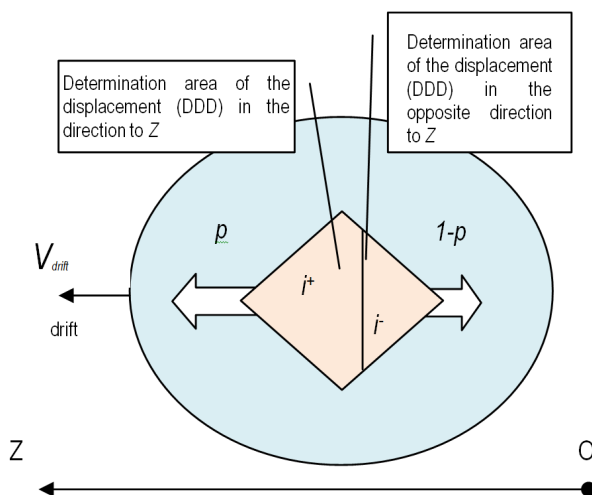 Determination area of the
displacement (DDD) in the
direction to Z
Determination area
of the displacement
(DDD) in the
opposite direction
to Z
p
1-p
V drift
i+
i-
drift
Z
O